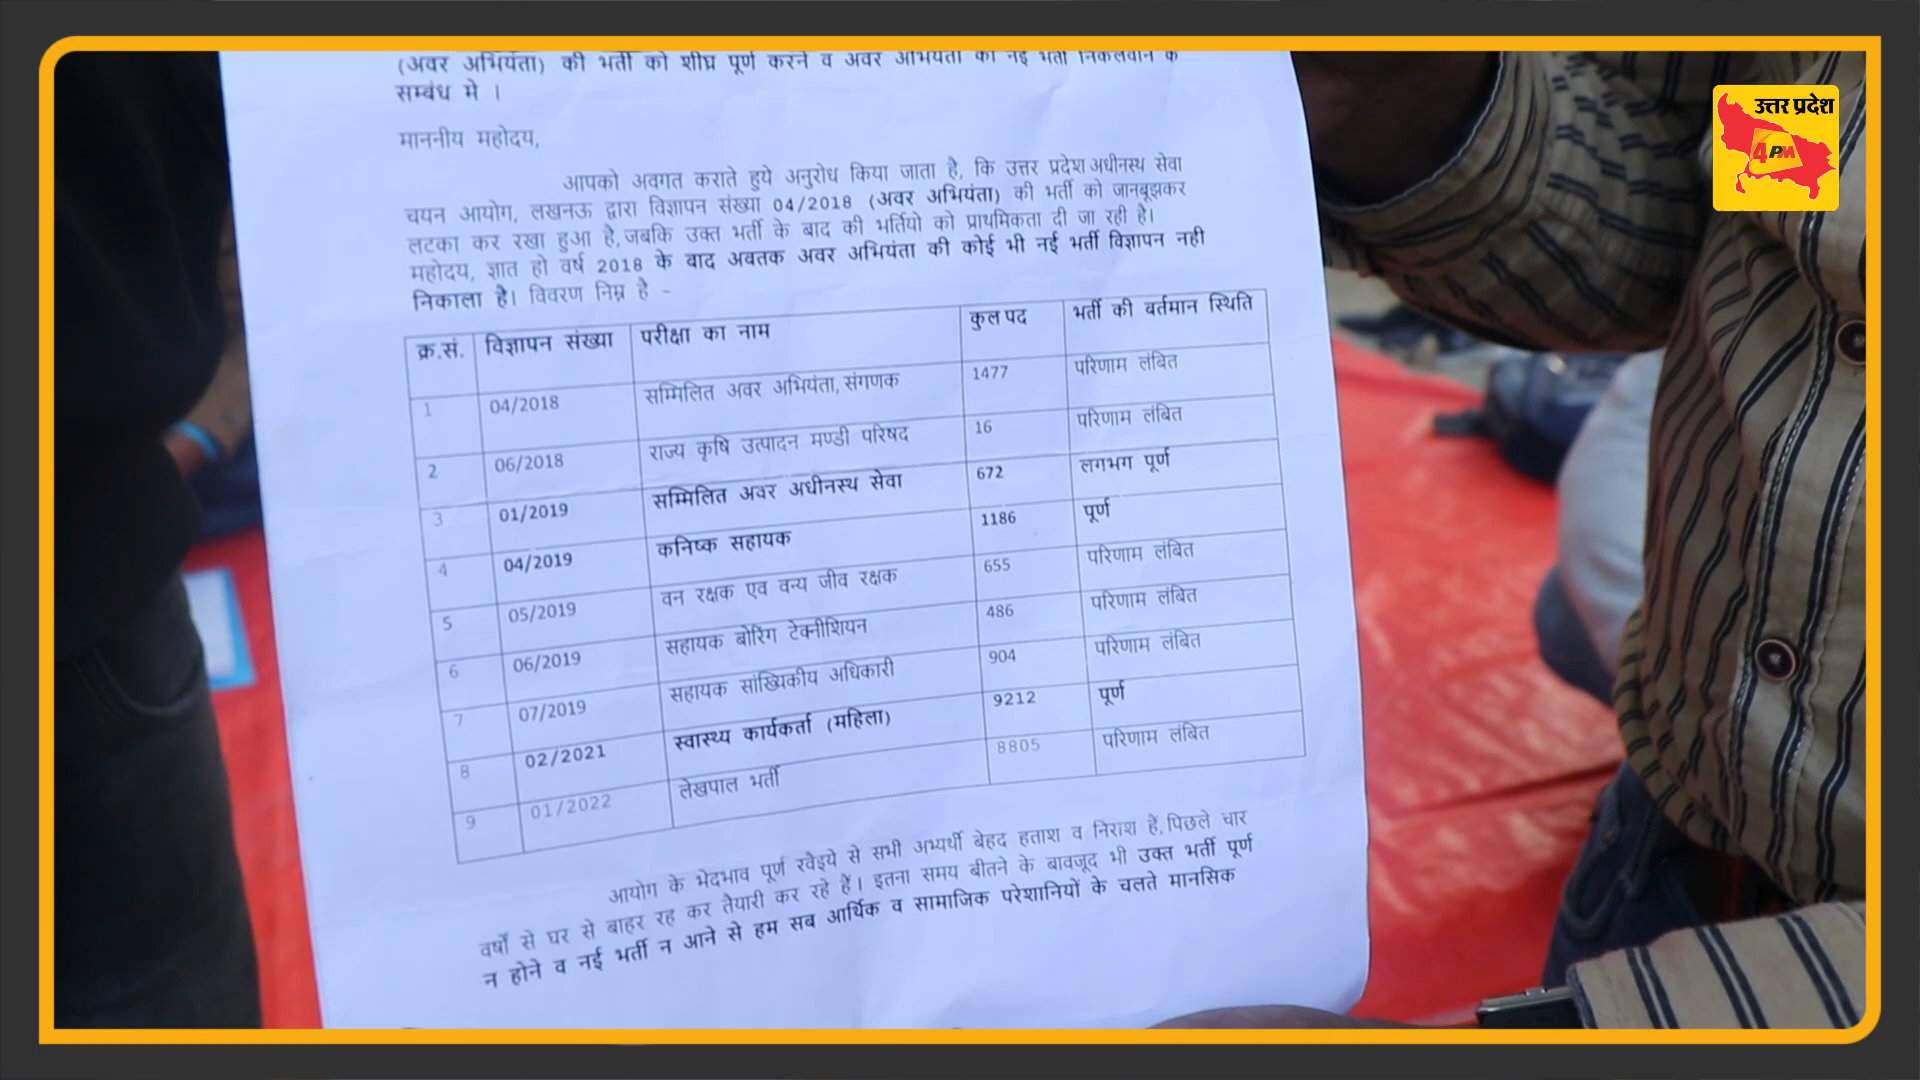 (अवर अभियंता) की भर्ती को शीघ्र पूर्ण करने व अवर अभियंता की नई भर्ती निकलवाने के
सम्बंध मे ।
माननीय महोदय,
आपको अवगत कराते हुये अनुरोध किया जाता है, कि उत्तर प्रदेश अधीनस्थ सेवा
चयन आयोग, लखनऊ द्वारा विज्ञापन संख्या 04/2018 (अवर अभियंता) की भर्ती को जानबूझकर
लटका कर रखा हुआ है,जबकि उक्त भर्ती के बाद की भर्तियो को प्राथमिकता दी जा रही है।
महोदय, ज्ञात हो वर्ष 2018 के बाद अबतक अवर अभियंता की कोई भी नई भर्ती विज्ञापन नही
निकाला है। विवरण निम्न है -
क्र.सं. विज्ञापन संख्या परीक्षा का नाम कुल पद भर्ती की बर्तमान स्थिति
1 04/2018 सम्मिलित अवर अभियंता,संगणक 1477 परिणाम लंबित
2 06/2018 राज्य कृषि उत्पादन मण्डी परिषद 16 परिणाम लंबित
3 01/2019 सम्मिलित अवर अधीनस्थ सेवा 672 लगभग पूर्ण
4 04/2019 कनिष्क सहायक 1186 पूर्ण
5 05/2019 वन रक्षक एव वन्य जीव रक्षक 655 परिणाम लंबित
6 06/2019 सहायक बोरिंग टेक्नीशियन 486 परिणाम लंबित
7 07/2019 सहायक सांख्यिकीय अधिकारी 904 परिणाम लंबित
8 02/2021 स्वास्थ्य कार्यकर्ता (महिला) 9212 पूर्ण
9 01/2022 लेखपाल भर्ती 8805 परिणाम लंबित
आयोग के भेदभाव पूर्ण रवैइये से सभी अभ्यर्थी बेहद हताश व निराश हैं,पिछले चार
वर्षों से घर से बाहर रह कर तैयारी कर रहे हैं। इतना समय बीतने के बावजूद भी उक्त भर्ती पूर्ण
न होने व नई भर्ती न आने से हम सब आर्थिक व सामाजिक परेशानियों के चलते मानसिक
उत्तर प्रदेश
4PM